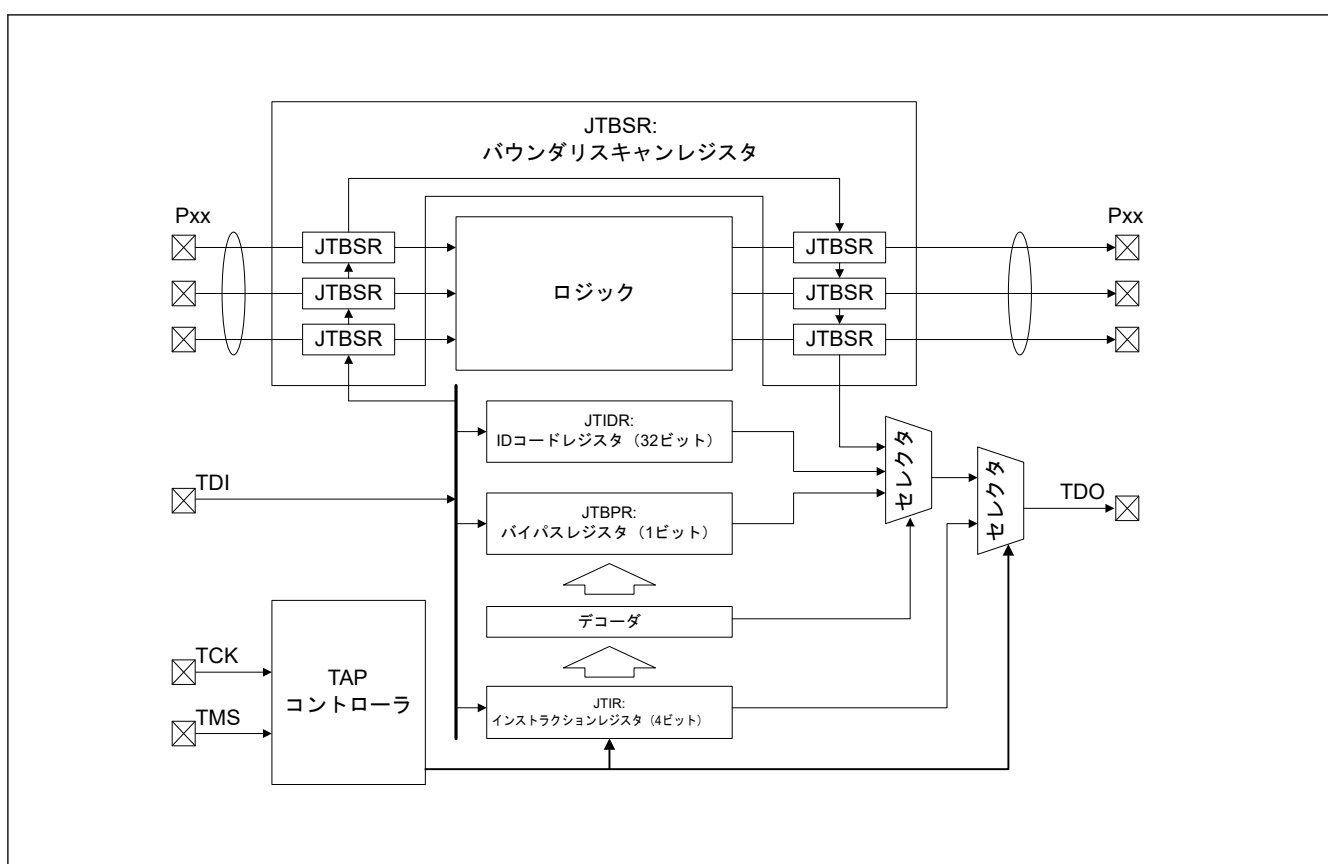 JTBSR:
バウンダリスキャンレジスタ
Pxx
Pxx
JTBSR
JTBSR
JTBSR
JTBSR
JTBSR
JTBSR
ロジック
JTIDR:
IDコードレジスタ（32ビット）
TDI
JTBPR:
バイパスレジスタ（1ビット）
セレクタ
セレクタ
TDO
デコーダ
TCK
TMS
TAP
コントローラ
JTIR:
インストラクションレジスタ（4ビット）